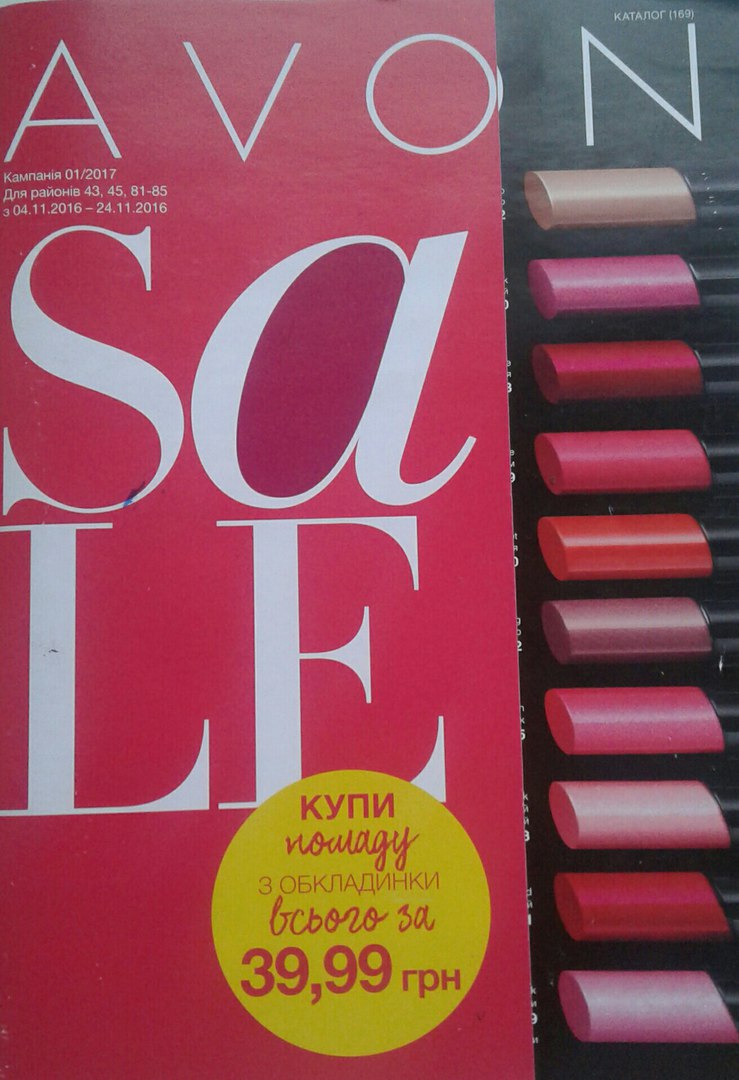 КАТАЛОГ (169)
AVON
Кампанія 01/2017
Для районів 43, 45, 81-85
з 04.11.2016 – 24.11.2016
Sa
LE
КУПИ
помаду
З ОБКЛАДИНКИ
всього за
39,99 грн